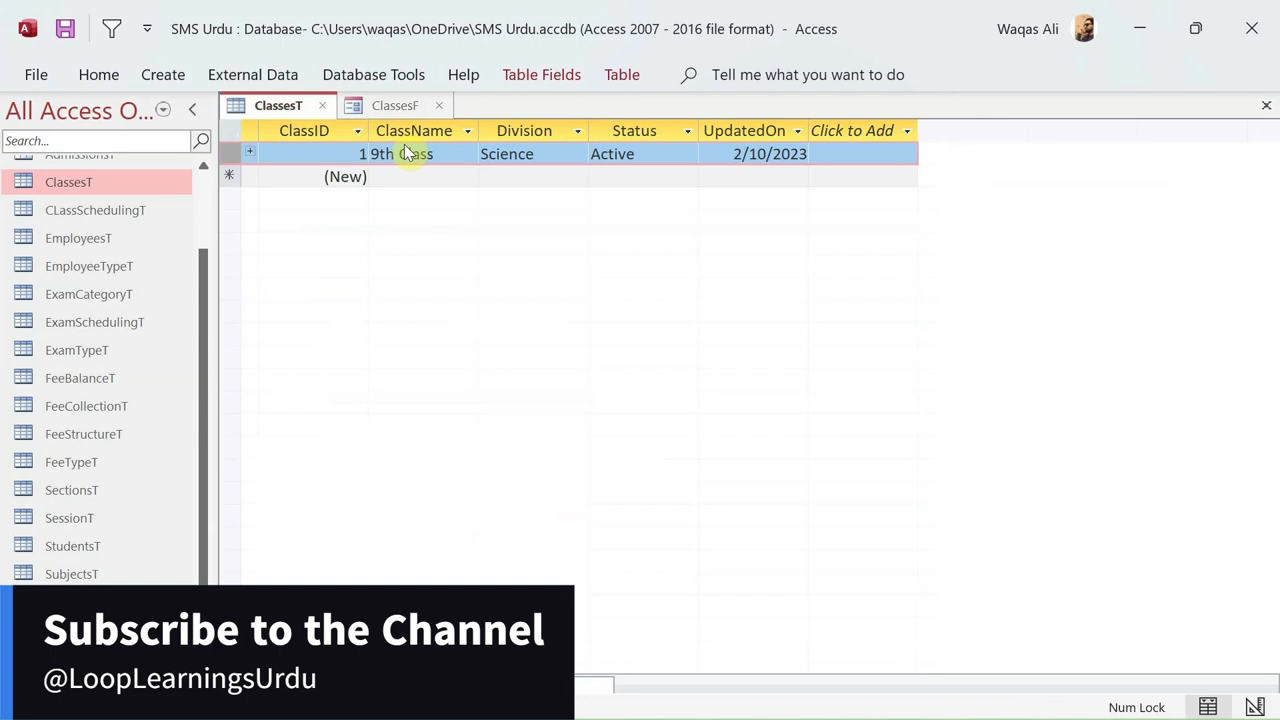 SMS Urdu : Database- C:\Users\waqas\OneDrive\SMS Urdu.accdb (Access 2007 - 2016 file format) - Access
Waqas Ali
File Home Create External Data Database Tools Help Table Fields Table Tell me what you want to do
All Access O...
ClassesT
ClassesF
Search...
ClassID ClassName Division Status UpdatedOn Click to Add
1 9th Class Science Active 2/10/2023
(New)
AdmissionsT
ClassesT
CLassSchedulingT
EmployeesT
EmployeeTypeT
ExamCategoryT
ExamSchedulingT
ExamTypeT
FeeBalanceT
FeeCollectionT
FeeStructureT
FeeTypeT
SectionsT
SessionT
StudentsT
SubjectsT
Subscribe to the Channel
@LoopLearningsUrdu
Num Lock